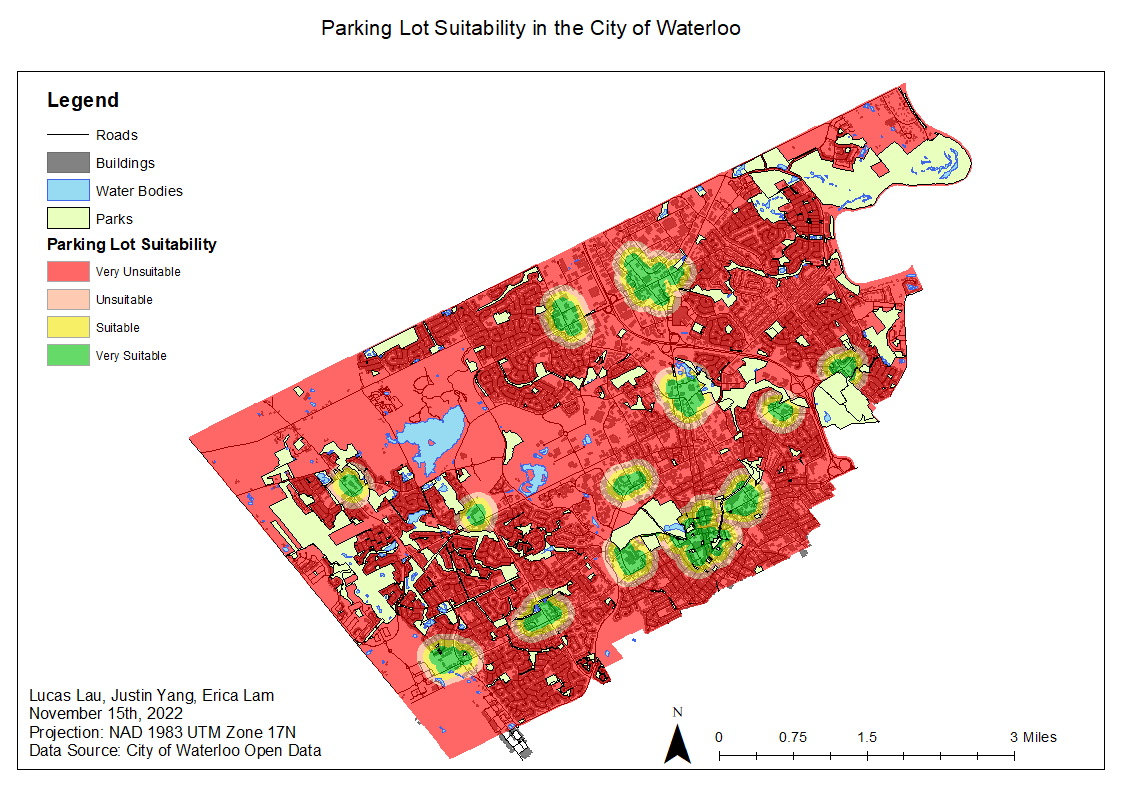 Parking Lot Suitability in the City of Waterloo
Legend
Roads
Buildings
Water Bodies
Parks
Parking Lot Suitability
Very Unsuitable
Unsuitable
Suitable
Very Suitable
Lucas Lau, Justin Yang, Erica Lam
November 15th, 2022
Projection: NAD 1983 UTM Zone 17N
Data Source: City of Waterloo Open Data
N
0 0.75 1.5 3 Miles